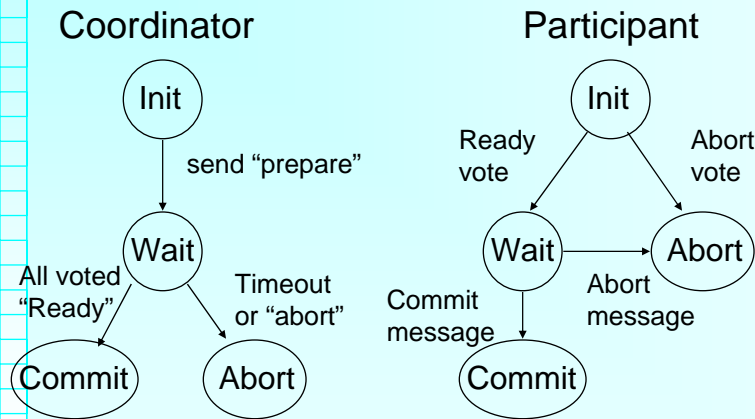 Coordinator
Init
send “prepare”
Wait
All voted
“Ready”
Timeout
or “abort”
Commit
Abort
Participant
Init
Ready
vote
Abort
vote
Wait
Abort
Commit
message
Abort
message
Commit